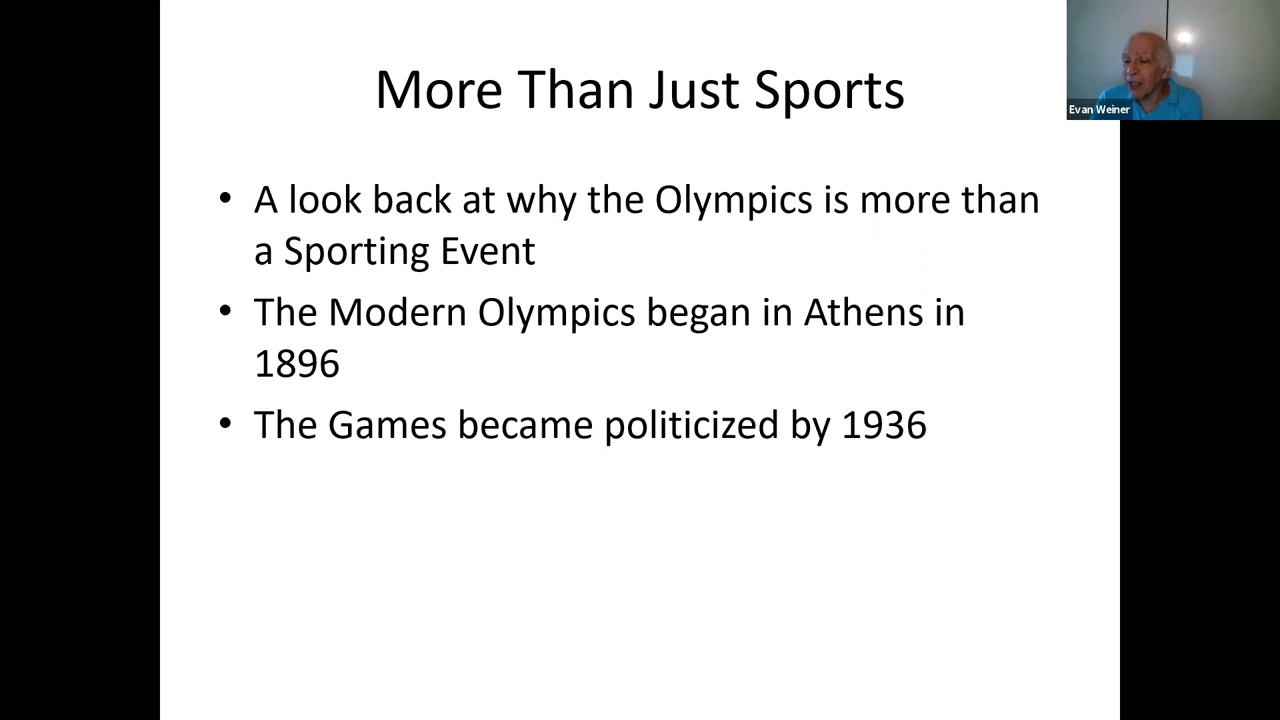 More Than Just Sports
Evan Weiner
• A look back at why the Olympics is more than
a Sporting Event
• The Modern Olympics began in Athens in
1896
• The Games became politicized by 1936